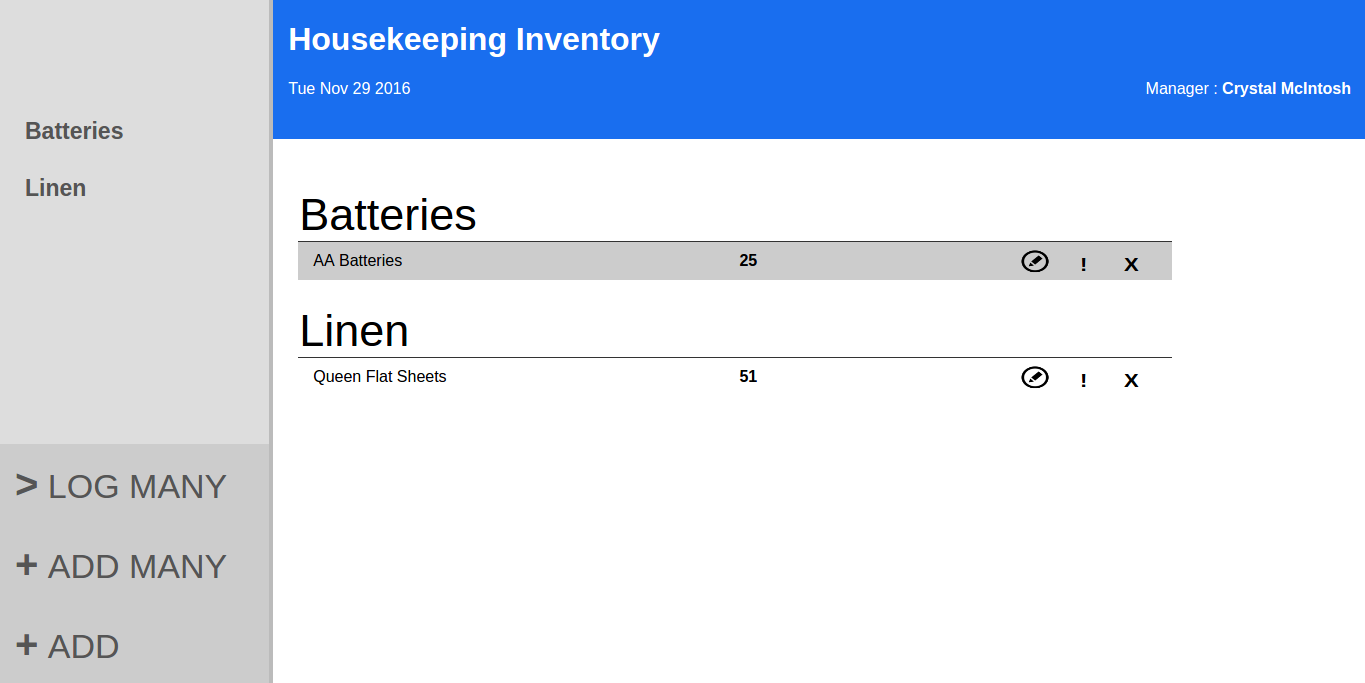 Housekeeping Inventory
Tue Nov 29 2016
Manager : Crystal McIntosh
Batteries
Linen
> LOG MANY
+ ADD MANY
+ ADD
Batteries
AA Batteries 25 ! X
Linen
Queen Flat Sheets 51 ! X